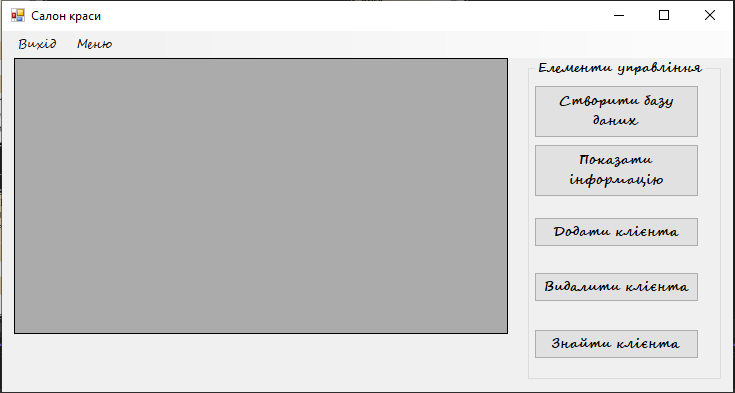 Салон краси
Вихід Меню
Елементи управління
Створити базу
даних
Показати
інформацію
Додати клієнта
Видалити клієнта
Знайти клієнта